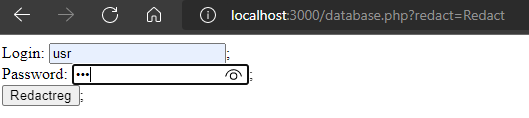 localhost:3000/database.php?redact=Redact
Login: usr;
Password: •••;
Redactreg;